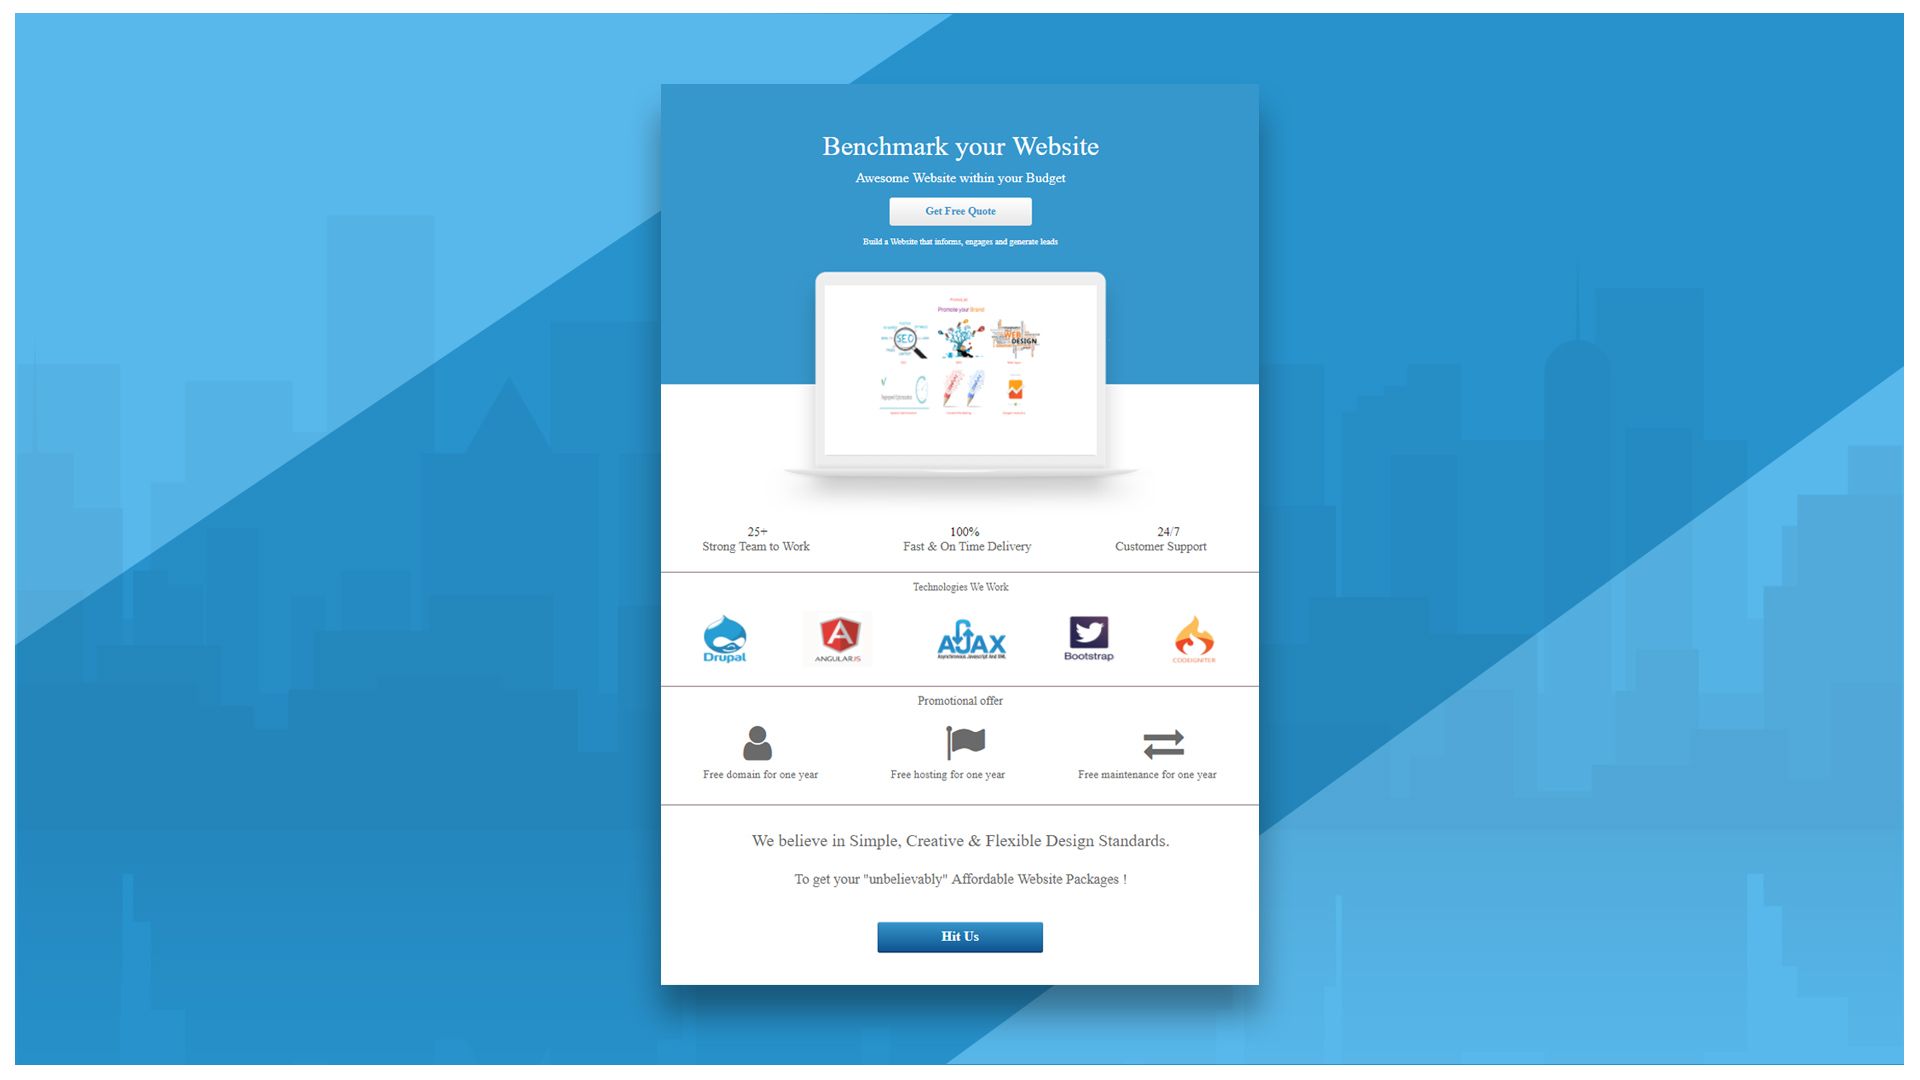 Benchmark your Website
Awesome Website within your Budget
Get Free Quote
Build a Website that informs, engages and generate leads
Promote your Brand
SEO
WEB
DESIGN
25+
Strong Team to Work
100%
Fast & On Time Delivery
24/7
Customer Support
Technologies We Work
Drupal
ANGULARJS
AJAX
Asynchronous Javascript And XML
Bootstrap
CODEIGNITER
Promotional offer
Free domain for one year
Free hosting for one year
Free maintenance for one year
We believe in Simple, Creative & Flexible Design Standards.
To get your "unbelievably" Affordable Website Packages !
Hit Us